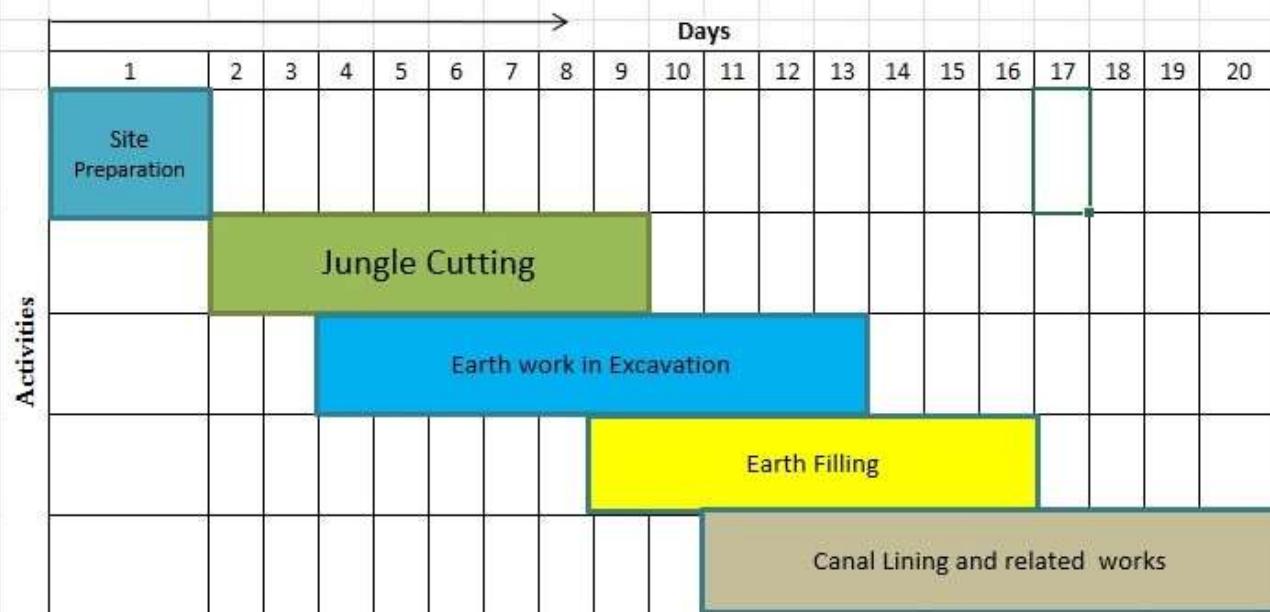 Days
1 2 3 4 5 6 7 8 9 10 11 12 13 14 15 16 17 18 19 20
Activities
Site
Preparation
Jungle Cutting
Earth work in Excavation
Earth Filling
Canal Lining and related works